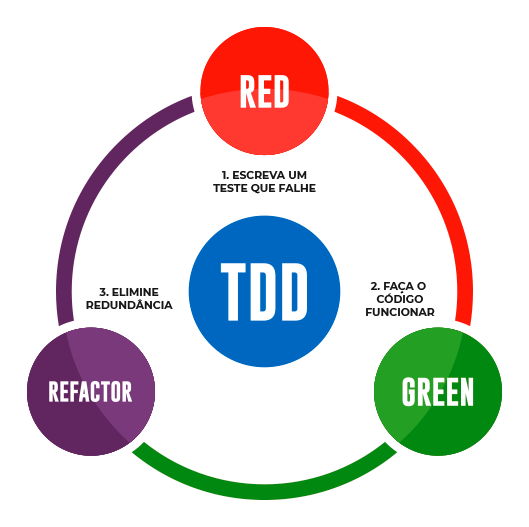 RED
1. ESCREVA UM
TESTE QUE FALHE
TDD
2. FAÇA O
CÓDIGO
FUNCIONAR
3. ELIMINE
REDUNDÂNCIA
GREEN
REFACTOR